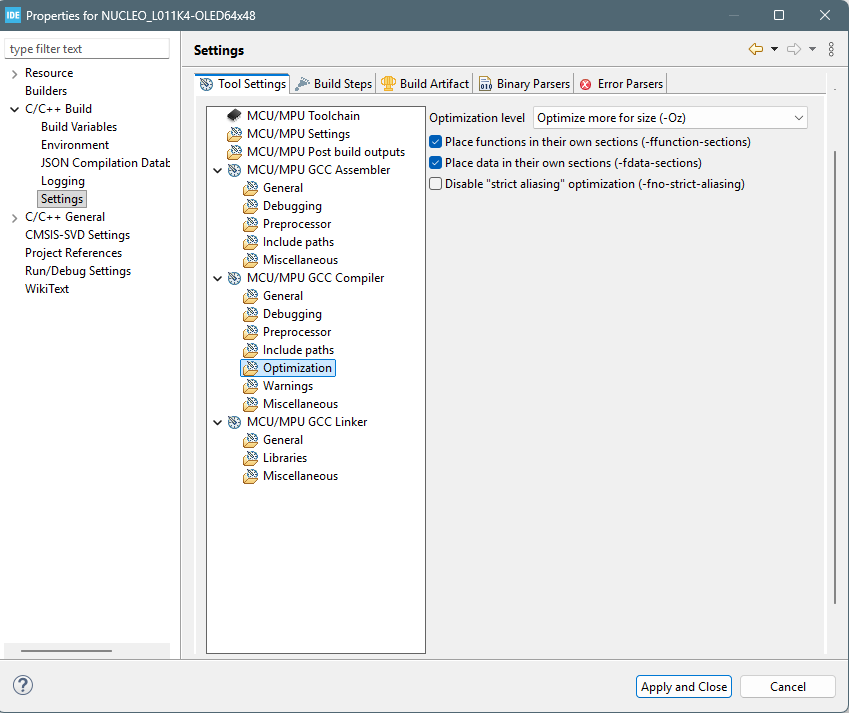 IDE Properties for NUCLEO_L011K4-OLED64x48
type filter text
Resource
Builders
C/C++ Build
Build Variables
Environment
JSON Compilation Datab
Logging
Settings
C/C++ General
CMSIS-SVD Settings
Project References
Run/Debug Settings
WikiText
Settings
Tool Settings Build Steps Build Artifact Binary Parsers Error Parsers
MCU/MPU Toolchain
MCU/MPU Settings
MCU/MPU Post build outputs
MCU/MPU GCC Assembler
General
Debugging
Preprocessor
Include paths
Miscellaneous
MCU/MPU GCC Compiler
General
Debugging
Preprocessor
Include paths
Optimization
Warnings
Miscellaneous
MCU/MPU GCC Linker
General
Libraries
Miscellaneous
Optimization level Optimize more for size (-Oz)
Place functions in their own sections (-ffunction-sections)
Place data in their own sections (-fdata-sections)
Disable "strict aliasing" optimization (-fno-strict-aliasing)
? Apply and Close Cancel